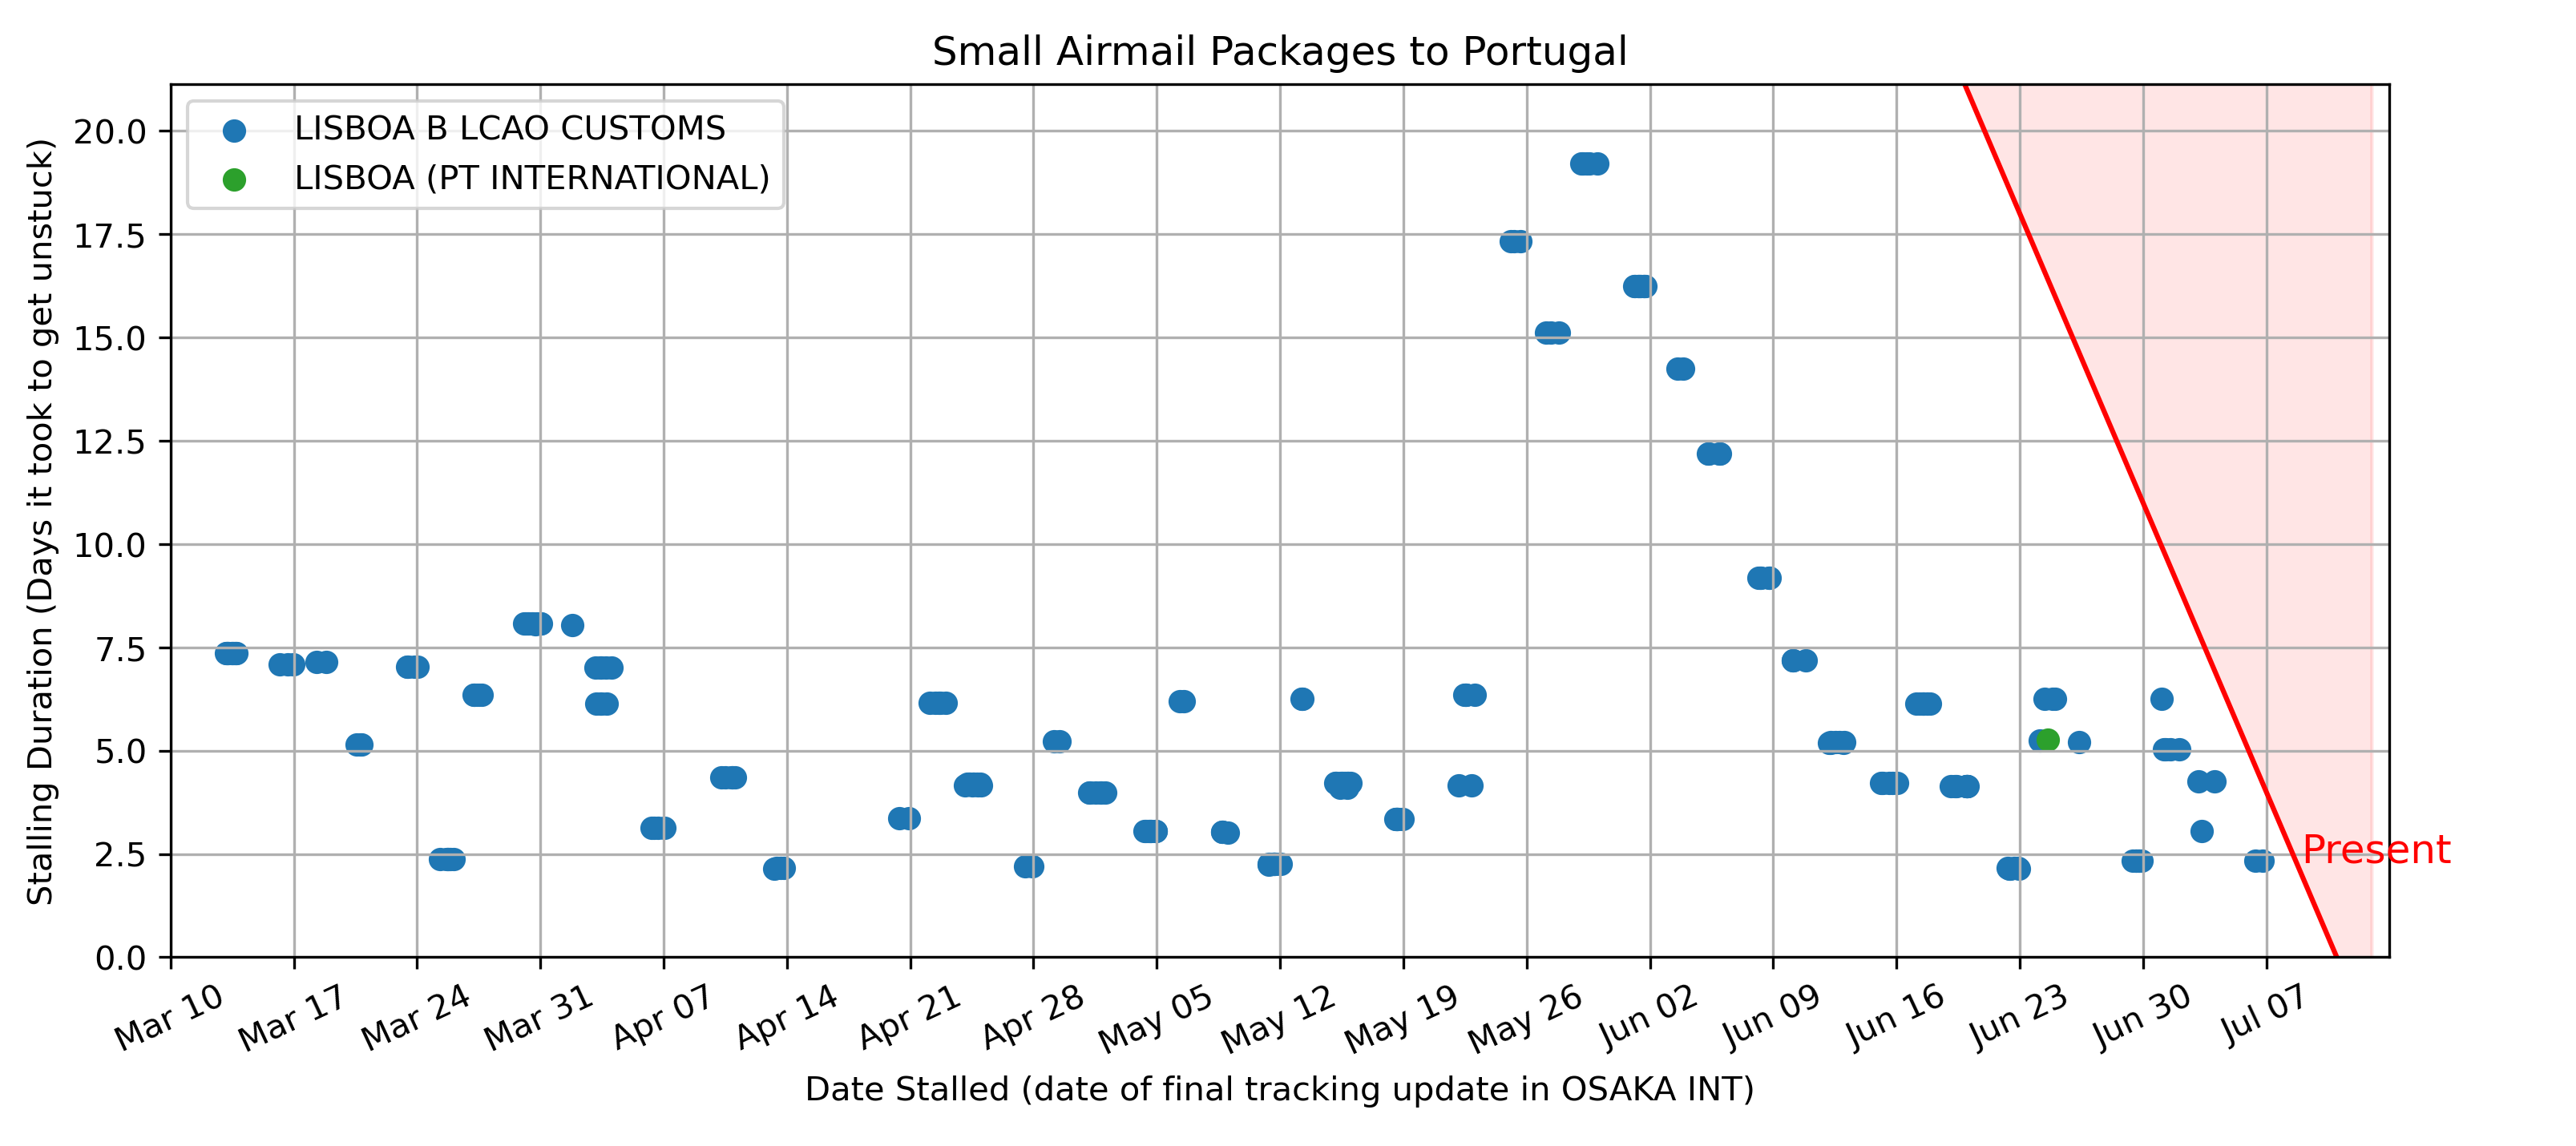 Small Airmail Packages to Portugal
LISBOA B LCAO CUSTOMS
LISBOA (PT INTERNATIONAL)
Stalling Duration (Days it took to get unstuck)
20.0
17.5
15.0
12.5
10.0
7.5
5.0
2.5
0.0
Present
Mar 10 Mar 17 Mar 24 Mar 31 Apr 07 Apr 14 Apr 21 Apr 28 May 05 May 12 May 19 May 26 Jun 02 Jun 09 Jun 16 Jun 23 Jun 30 Jul 07
Date Stalled (date of final tracking update in OSAKA INT)